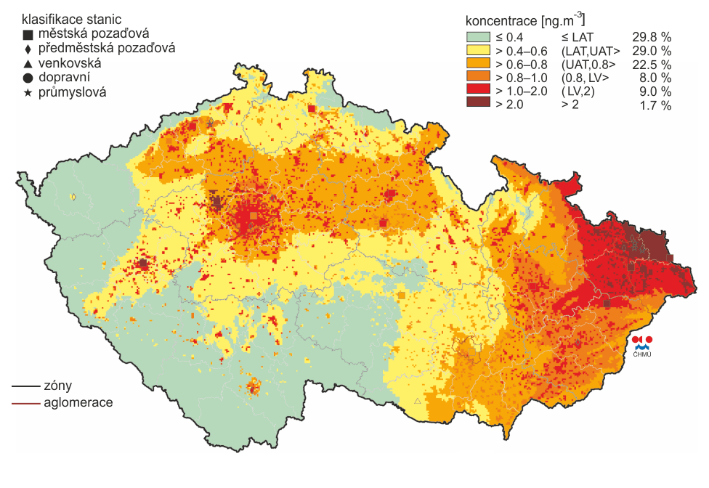 klasifikace stanic
městská pozaďová
předměstská pozaďová
venkovská
dopravní
průmyslová
koncentrace [ng.m⁻³]
≤ 0.4 ≤ LAT 29.8 %
> 0.4–0.6 (LAT,UAT> 29.0 %
> 0.6–0.8 (UAT,0.8> 22.5 %
> 0.8–1.0 (0.8, LV> 8.0 %
> 1.0–2.0 (LV,2) 9.0 %
> 2.0 > 2 1.7 %
ČHMÚ
zóny
aglomerace